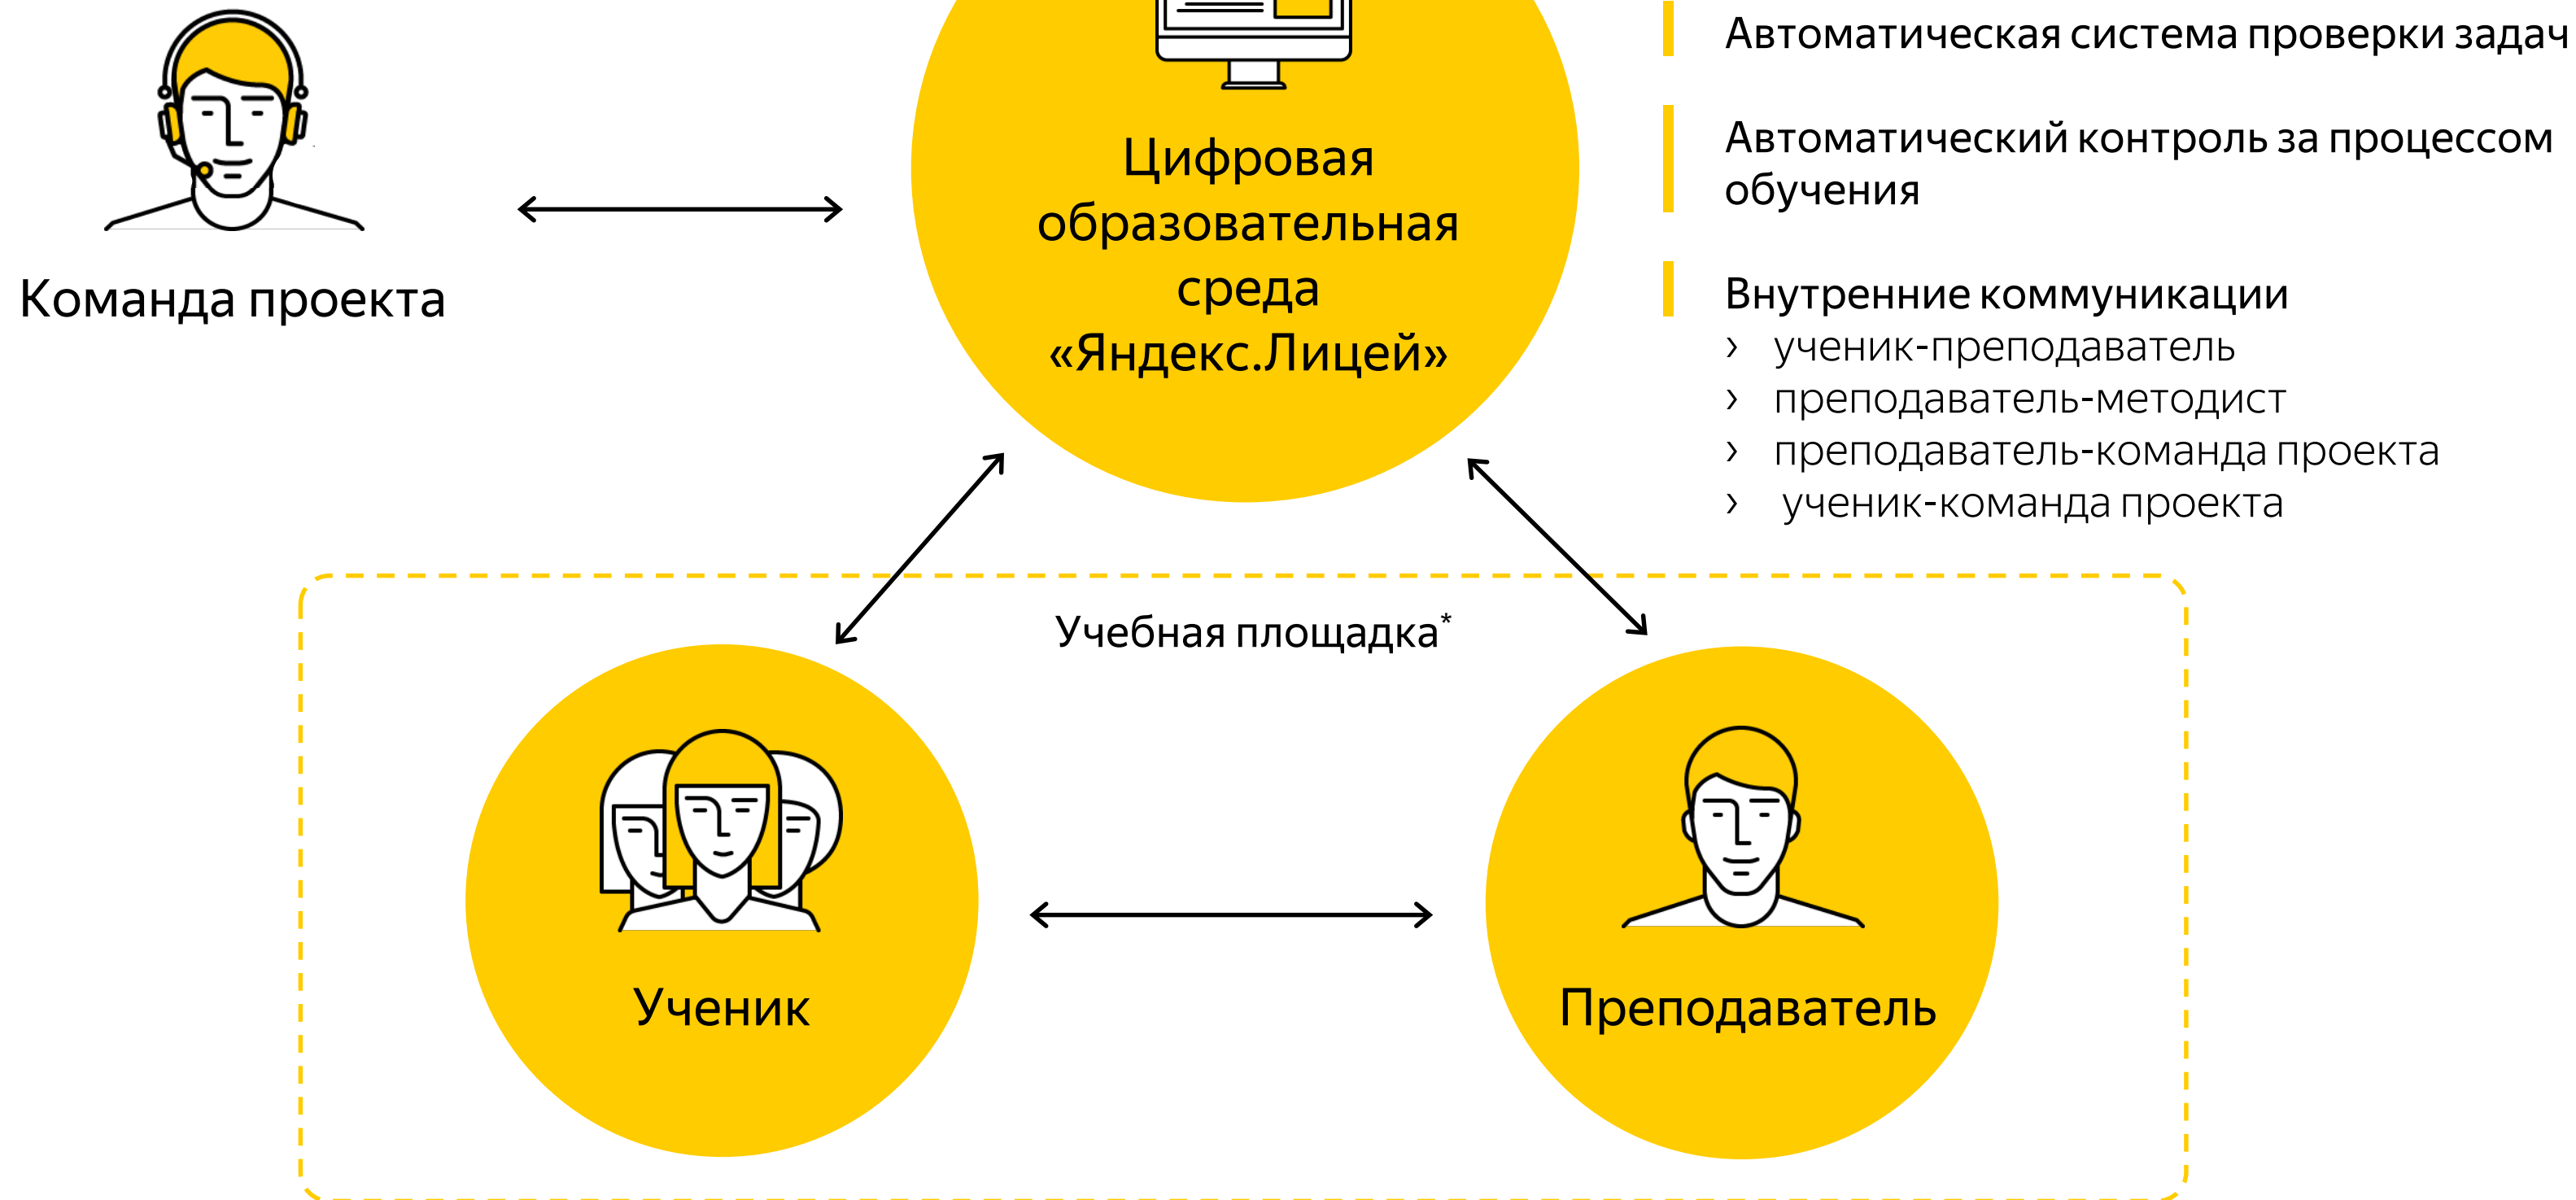 Команда проекта
Цифровая
образовательная
среда
«Яндекс.Лицей»
Автоматическая система проверки задач
Автоматический контроль за процессом
обучения
Внутренние коммуникации
› ученик-преподаватель
› преподаватель-методист
› преподаватель-команда проекта
› ученик-команда проекта
Учебная площадка*
Ученик
Преподаватель